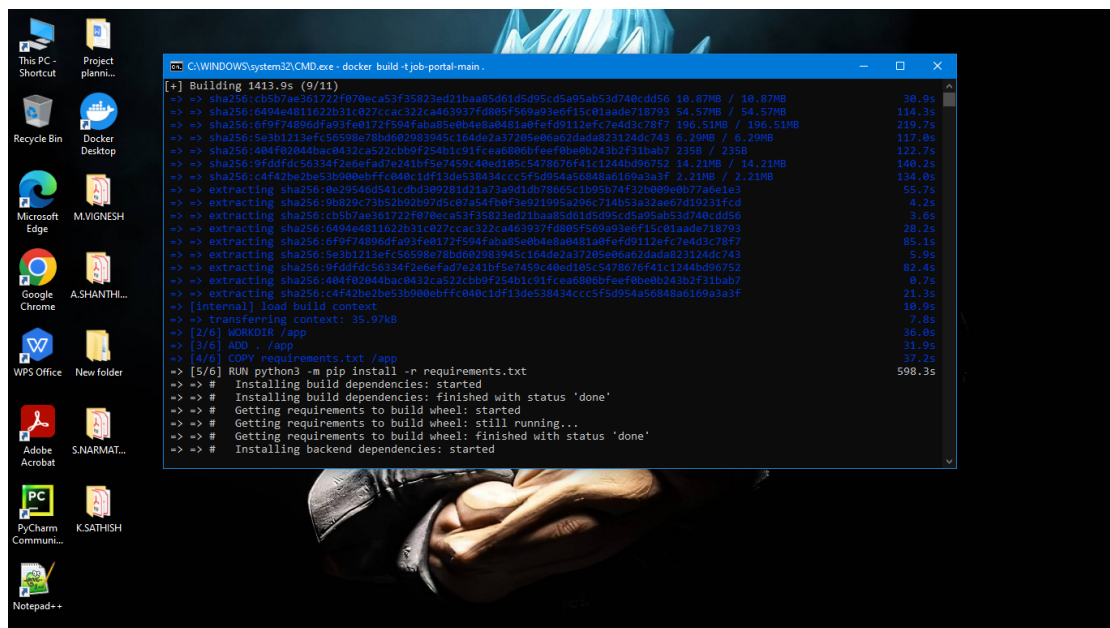 This PC -
Shortcut
Project
planni...
Recycle Bin
Docker
Desktop
Microsoft
Edge
M.VIGNESH
Google
Chrome
A.SHANTHI...
WPS Office
New folder
Adobe
Acrobat
S.NARMAT...
PC
PyCharm
Communi...
K.SATHISH
Notepad++
C:\WINDOWS\system32\CMD.exe - docker build -t job-portal-main .
[+] Building 1413.9s (9/11)
=> => sha256:cb5b7ae361722f070eca53f35823ed21baa85d61d5d95cd5a95ab53d740cdd56 10.87MB / 10.87MB 30.9s
=> => sha256:6494e4811622b31c027ccac322ca463937fd805f569a93e6f15c01aade718793 54.57MB / 54.57MB 114.3s
=> => sha256:6f9f74896dfa93fe0172f594faba85e0b4e8a0481a0fefd9112efc7e4d3c78f7 196.51MB / 196.51MB 219.7s
=> => sha256:5e3b1213efc56598e78bd602983945c164de2a37205e06a62dada823124dc743 6.29MB / 6.29MB 117.0s
=> => sha256:404f02044bac0432ca522cbb9f254b1c91fcea6806bfeef0be0b243b2f31bab7 235B / 235B 122.7s
=> => sha256:9fddfdc56334f2e6efad7e241bf5e7459c40ed105c5478676f41c1244bd96752 14.21MB / 14.21MB 140.2s
=> => sha256:c4f42be2be53b900ebffc040c1df13de538434ccc5f5d954a56848a6169a3a3f 2.21MB / 2.21MB 134.0s
=> => extracting sha256:0e29546d541cdbd309281d21a73a9d1db78665c1b95b74f32b009e0b77a6e1e3 55.7s
=> => extracting sha256:9b829c73b52b92b97d5c07a54fb0f3e921995a296c714b53a32ae67d19231fcd 4.2s
=> => extracting sha256:cb5b7ae361722f070eca53f35823ed21baa85d61d5d95cd5a95ab53d740cdd56 3.6s
=> => extracting sha256:6494e4811622b31c027ccac322ca463937fd805f569a93e6f15c01aade718793 28.2s
=> => extracting sha256:6f9f74896dfa93fe0172f594faba85e0b4e8a0481a0fefd9112efc7e4d3c78f7 85.1s
=> => extracting sha256:5e3b1213efc56598e78bd602983945c164de2a37205e06a62dada823124dc743 5.9s
=> => extracting sha256:9fddfdc56334f2e6efad7e241bf5e7459c40ed105c5478676f41c1244bd96752 82.4s
=> => extracting sha256:404f02044bac0432ca522cbb9f254b1c91fcea6806bfeef0be0b243b2f31bab7 0.7s
=> => extracting sha256:c4f42be2be53b900ebffc040c1df13de538434ccc5f5d954a56848a6169a3a3f 21.3s
=> [internal] load build context 10.9s
=> => transferring context: 35.97kB 7.8s
=> [2/6] WORKDIR /app 36.0s
=> [3/6] ADD . /app 31.9s
=> [4/6] COPY requirements.txt /app 37.2s
=> [5/6] RUN python3 -m pip install -r requirements.txt 598.3s
=> => # Installing build dependencies: started
=> => # Installing build dependencies: finished with status 'done'
=> => # Getting requirements to build wheel: started
=> => # Getting requirements to build wheel: still running...
=> => # Getting requirements to build wheel: finished with status 'done'
=> => # Installing backend dependencies: started